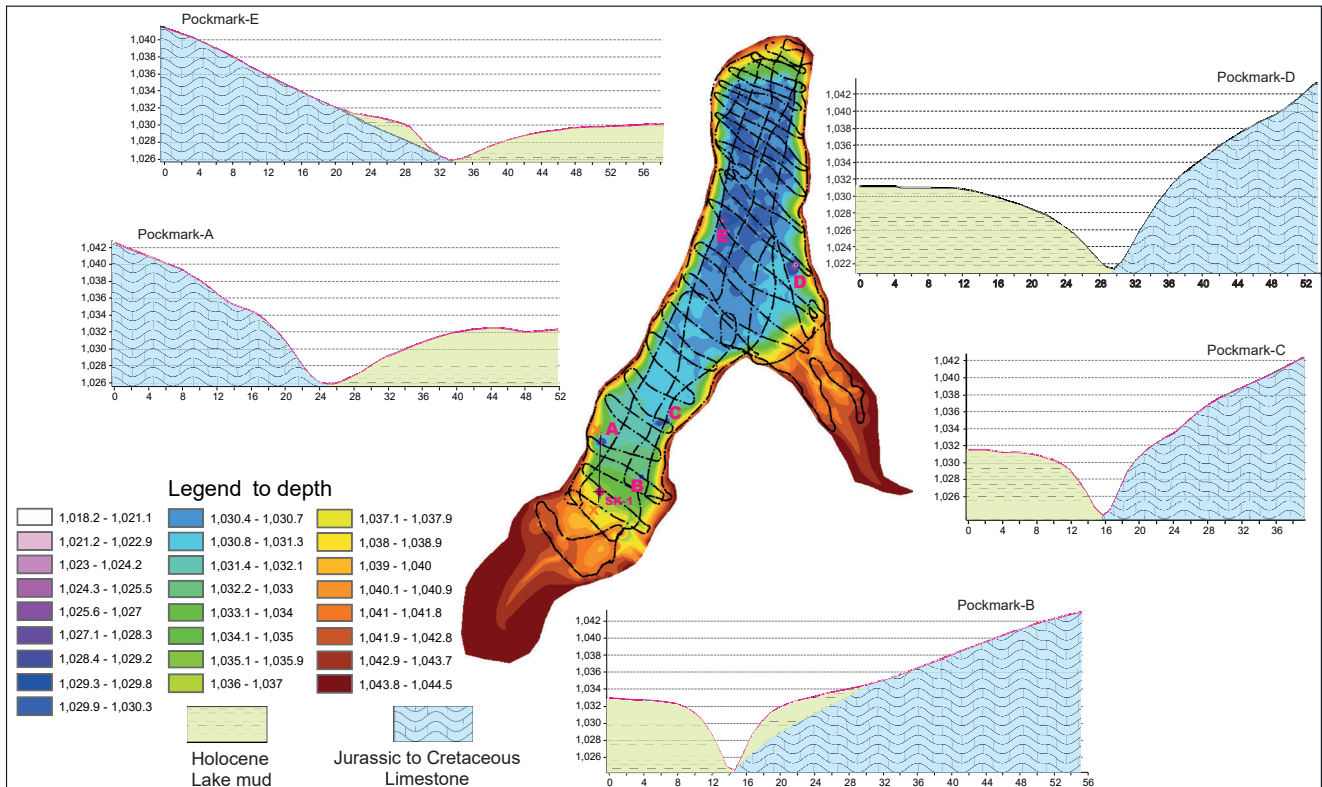 Pockmark-E
1,040
1,038
1,036
1,034
1,032
1,030
1,028
1,026
0 4 8 10 12 16 20 24 28 32 36 40 44 48 52 56
Pockmark-D
1,042
1,040
1,038
1,036
1,034
1,032
1,030
1,028
1,026
1,024
1,022
0 4 8 12 16 20 24 28 32 36 40 44 48 52
Pockmark-A
1,042
1,040
1,038
1,036
1,034
1,032
1,030
1,028
1,026
0 4 8 12 16 20 24 28 32 36 40 44 48 52
Pockmark-C
1,042
1,040
1,038
1,036
1,034
1,032
1,030
1,028
1,026
0 4 8 12 16 20 24 28 32 36
E
D
C
A
B
SK-1
X
Legend to depth
1,018.2 - 1,021.1
1,021.2 - 1,022.9
1,023 - 1,024.2
1,024.3 - 1,025.5
1,025.6 - 1,027
1,027.1 - 1,028.3
1,028.4 - 1,029.2
1,029.3 - 1,029.8
1,029.9 - 1,030.3
1,030.4 - 1,030.7
1,030.8 - 1,031.3
1,031.4 - 1,032.1
1,032.2 - 1,033
1,033.1 - 1,034
1,034.1 - 1,035
1,035.1 - 1,035.9
1,036 - 1,037
1,037.1 - 1,037.9
1,038 - 1,038.9
1,039 - 1,040
1,040.1 - 1,040.9
1,041 - 1,041.8
1,041.9 - 1,042.8
1,042.9 - 1,043.7
1,043.8 - 1,044.5
Holocene
Lake mud
Jurassic to Cretaceous
Limestone
Pockmark-B
1,042
1,040
1,038
1,036
1,034
1,030
1,028
1,026
0 4 8 12 16 20 24 28 32 36 40 44 48 52 56